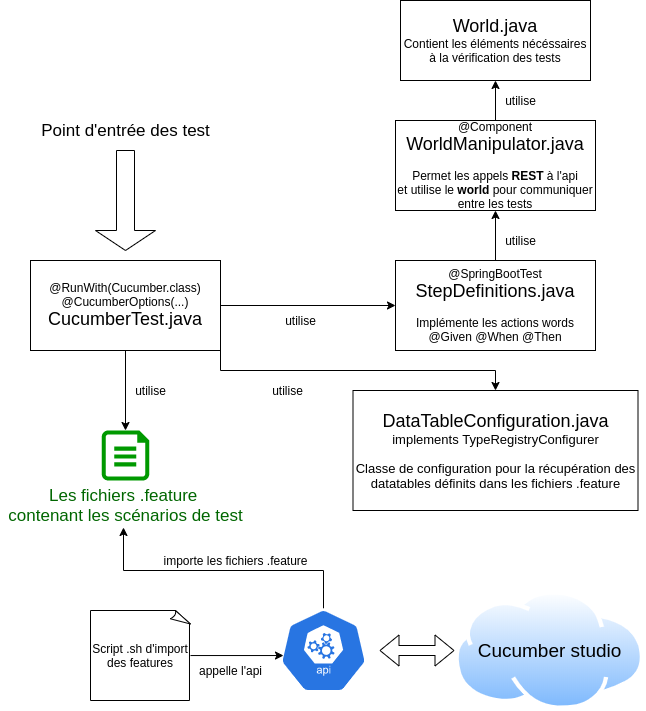 World.java
Contient les éléments nécéssaires
à la vérification des tests
utilise
Point d'entrée des test
@Component
WorldManipulator.java
Permet les appels REST à l'api
et utilise le world pour communiquer
entre les tests
utilise
@RunWith(Cucumber.class)
@CucumberOptions(...)
CucumberTest.java
utilise
@SpringBootTest
StepDefinitions.java
Implémente les actions words
@Given @When @Then
utilise
utilise
DataTableConfiguration.java
implements TypeRegistryConfigurer
Classe de configuration pour la récupération des
datatables définits dans les fichiers .feature
Les fichiers .feature
contenant les scénarios de test
importe les fichiers .feature
Script .sh d'import
des features
appelle l'api
api
Cucumber studio